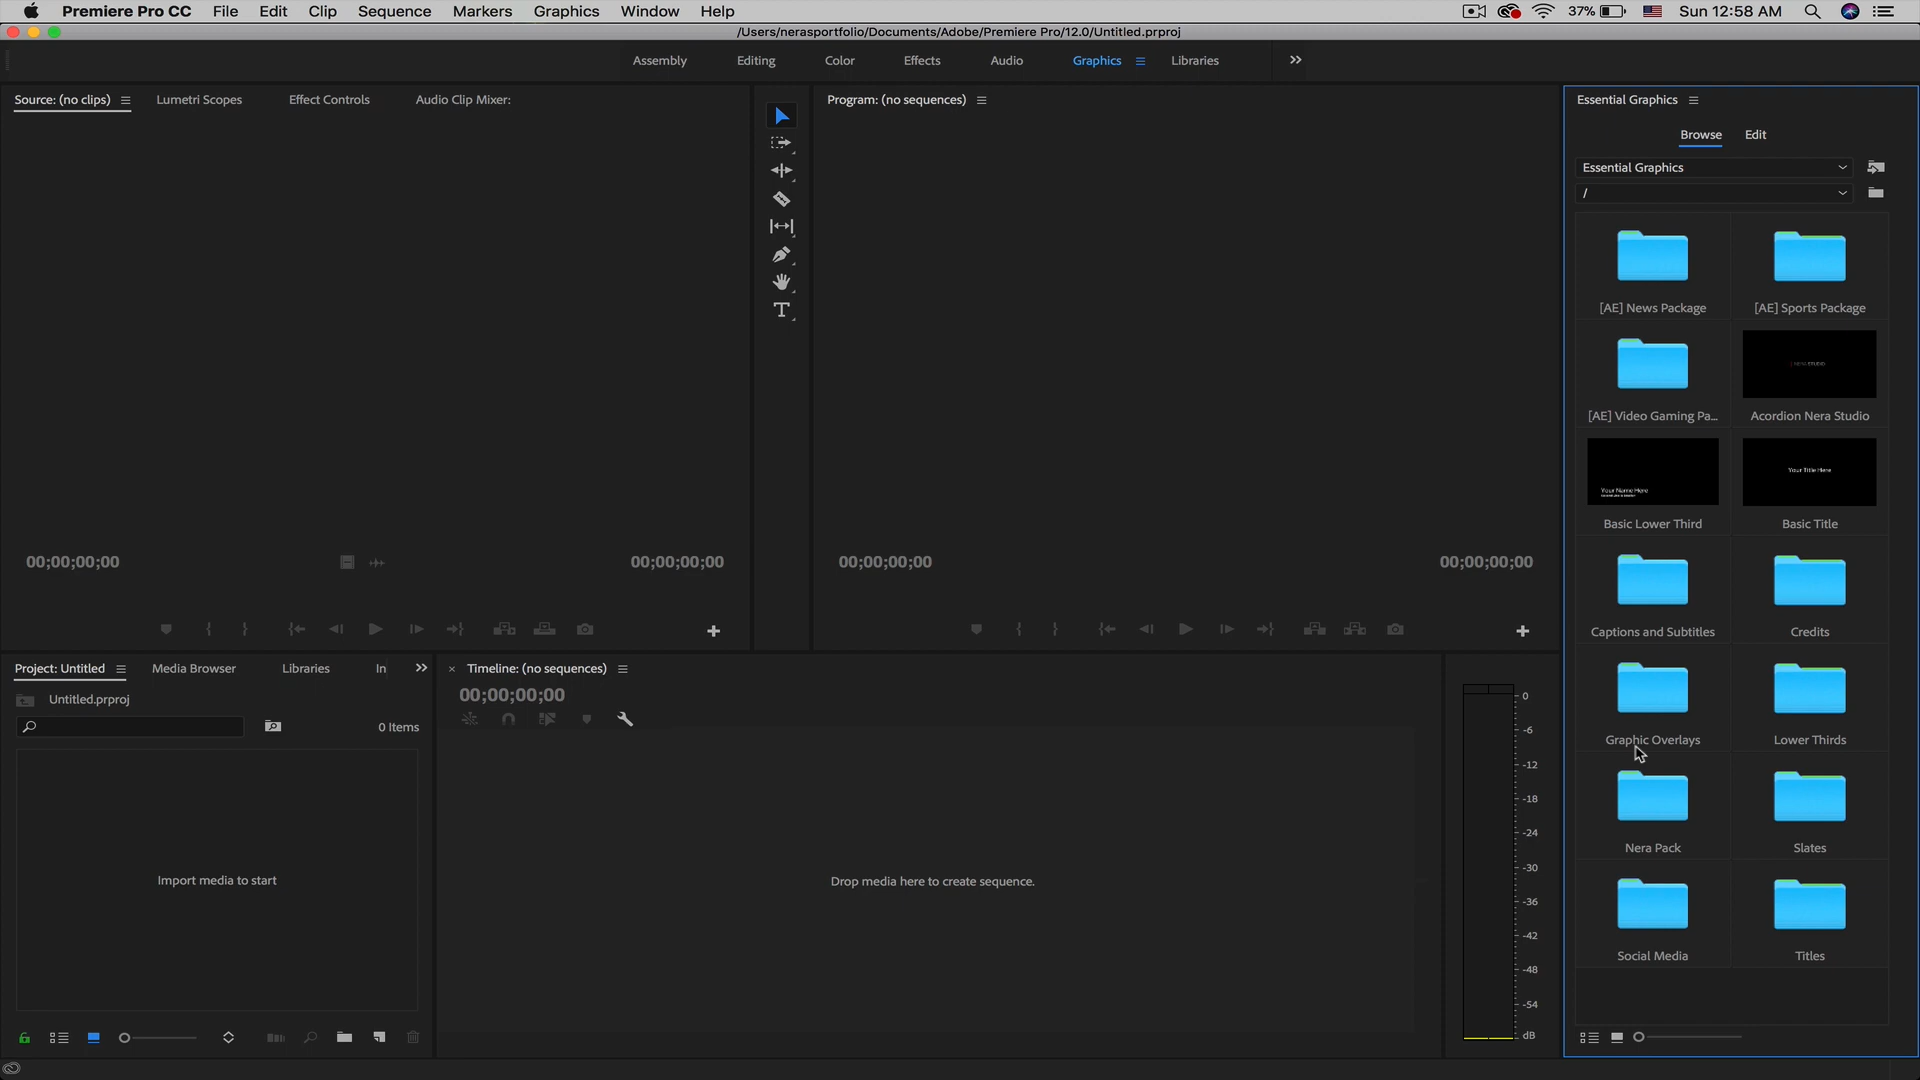 Premiere Pro CC File Edit Clip Sequence Markers Graphics Window Help 37% Sun 12:58 AM
/Users/nerasportfolio/Documents/Adobe/Premiere Pro/12.0/Untitled.prproj
Assembly Editing Color Effects Audio Graphics Libraries
Source: (no clips) Lumetri Scopes Effect Controls Audio Clip Mixer:
Program: (no sequences)
Essential Graphics
Browse Edit
Essential Graphics
/
[AE] News Package [AE] Sports Package
[AE] Video Gaming Pa... Acordion Nera Studio
Your Name Here
Your Title Here
Basic Lower Third Basic Title
00;00;00;00 00;00;00;00 00;00;00;00 00;00;00;00
Captions and Subtitles Credits
Graphic Overlays Lower Thirds
Nera Pack Slates
Social Media Titles
Project: Untitled Media Browser Libraries In
Untitled.prproj
0 Items
Import media to start
Timeline: (no sequences)
00;00;00;00
Drop media here to create sequence.
0
-6
-12
-18
-24
-30
-36
-42
-48
-54
dB